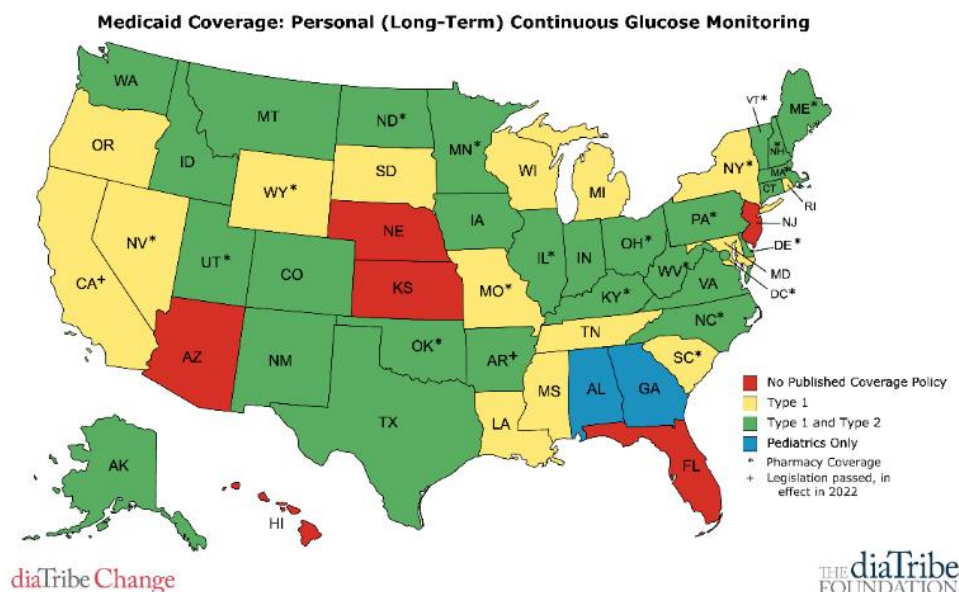 Medicaid Coverage: Personal (Long-Term) Continuous Glucose Monitoring
WA
MT
ND*
MN*
OR
ID
WY*
SD
WI
MI
NY*
VT*
ME*
NH*
MA*
CT
RI
NJ
NV*
UT*
CO
NE
IA
IL*
IN
OH*
PA*
DE*
MD
DC*
CA+
KS
MO*
KY*
WV*
VA
AZ
NM
OK*
AR+
TN
NC*
SC*
TX
LA
MS
AL
GA
FL
AK
HI
No Published Coverage Policy
Type 1
Type 1 and Type 2
Pediatrics Only
* Pharmacy Coverage
+ Legislation passed, in
effect in 2022
diaTribe Change
THE diaTribe
FOUNDATION